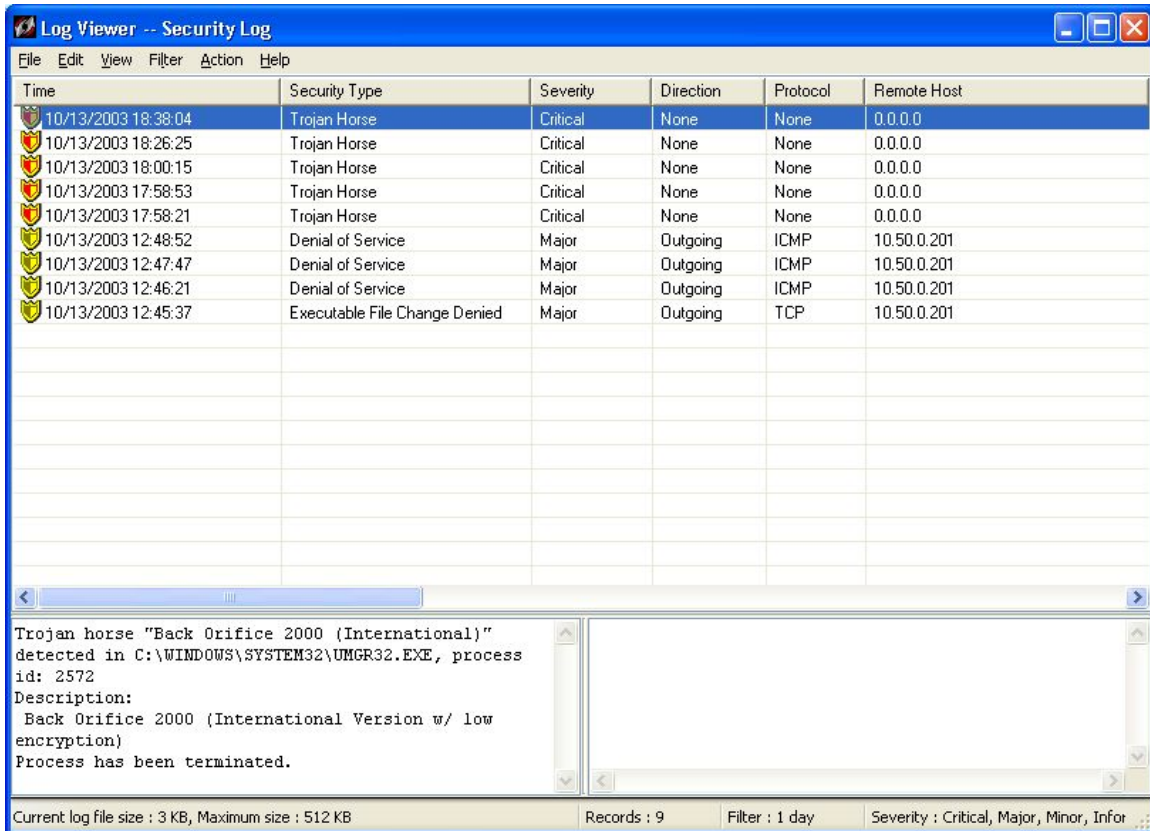 Log Viewer -- Security Log
File Edit View Filter Action Help
Time Security Type Severity Direction Protocol Remote Host
10/13/2003 18:38:04 Trojan Horse Critical None None 0.0.0.0
10/13/2003 18:26:25 Trojan Horse Critical None None 0.0.0.0
10/13/2003 18:00:15 Trojan Horse Critical None None 0.0.0.0
10/13/2003 17:58:53 Trojan Horse Critical None None 0.0.0.0
10/13/2003 17:58:21 Trojan Horse Critical None None 0.0.0.0
10/13/2003 12:48:52 Denial of Service Major Outgoing ICMP 10.50.0.201
10/13/2003 12:47:47 Denial of Service Major Outgoing ICMP 10.50.0.201
10/13/2003 12:46:21 Denial of Service Major Outgoing ICMP 10.50.0.201
10/13/2003 12:45:37 Executable File Change Denied Major Outgoing TCP 10.50.0.201
Trojan horse "Back Orifice 2000 (International)"
detected in C:\WINDOWS\SYSTEM32\UMGR32.EXE, process
id: 2572
Description:
Back Orifice 2000 (International Version w/ low
encryption)
Process has been terminated.
Current log file size : 3 KB, Maximum size : 512 KB Records : 9 Filter : 1 day Severity : Critical, Major, Minor, Infor